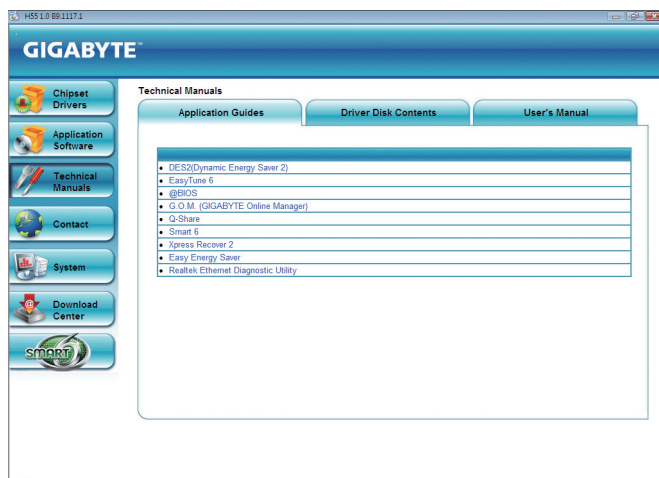 H55 1.0 B9.1117.1
GIGABYTE™
Chipset
Drivers
Application
Software
Technical
Manuals
Contact
System
Download
Center
SMART 6
Technical Manuals
Application Guides
Driver Disk Contents
User's Manual
• DES2(Dynamic Energy Saver 2)
• EasyTune 6
• @BIOS
• G.O.M. (GIGABYTE Online Manager)
• Q-Share
• Smart 6
• Xpress Recover 2
• Easy Energy Saver
• Realtek Ethernet Diagnostic Utility